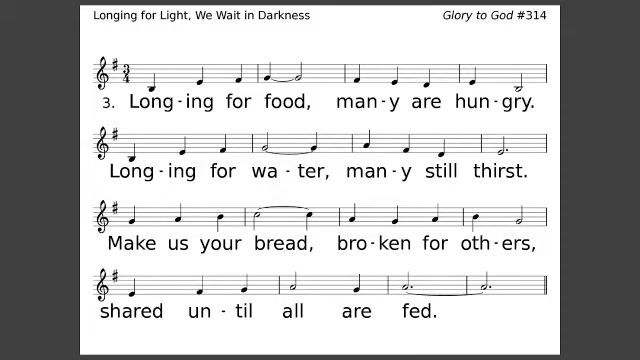 Longing for Light, We Wait in Darkness
Glory to God #314
3. Long - ing for food, man - y are hun - gry.
Long - ing for wa - ter, man - y still thirst.
Make us your bread, bro - ken for oth - ers,
shared un - til all are fed.